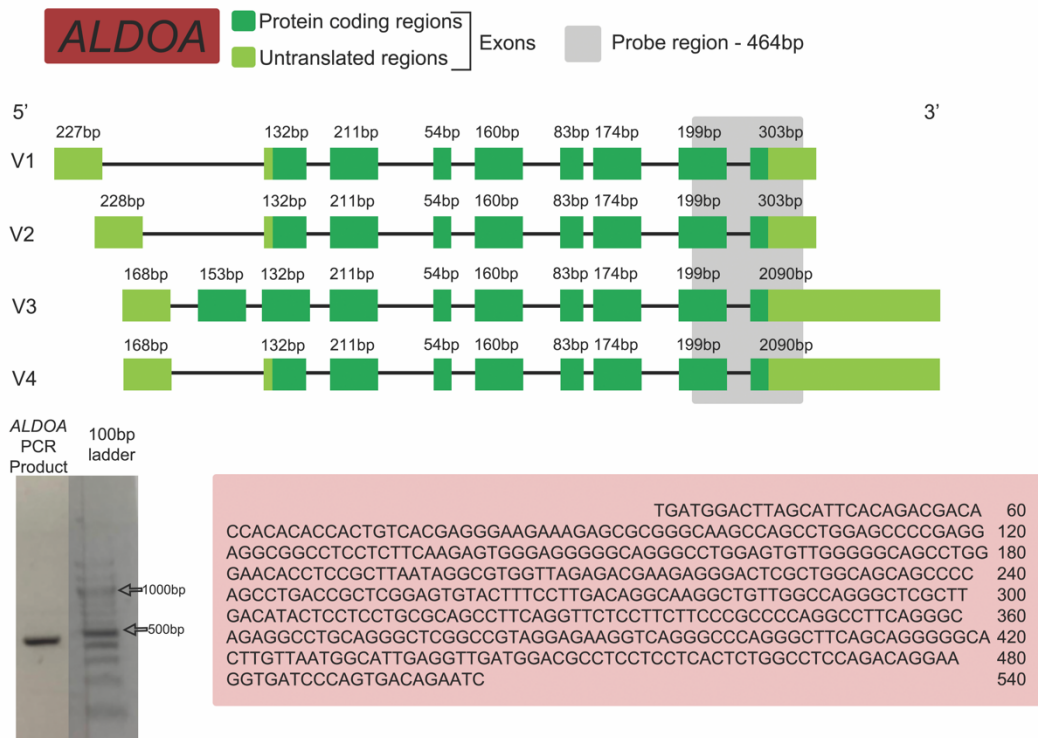 ALDOA
Protein coding regions
Untranslated regions
Exons
Probe region - 464bp
5’ 3’
227bp 132bp 211bp 54bp 160bp 83bp 174bp 199bp 303bp
V1
228bp 132bp 211bp 54bp 160bp 83bp 174bp 199bp 303bp
V2
168bp 153bp 132bp 211bp 54bp 160bp 83bp 174bp 199bp 2090bp
V3
168bp 132bp 211bp 54bp 160bp 83bp 174bp 199bp 2090bp
V4
ALDOA
PCR
Product
100bp
ladder
1000bp
500bp
TGATGGACTTAGCATTCACAGACGACA 60
CCACACACCACTGTCACGAGGGAAGAAAGAGCGCGGGCAAGCCAGCCTGGAGCCCCGAGG 120
AGGCGGCCTCCTCTTCAAGAGTGGGAGGGGGCAGGGCCTGGAGTGTTGGGGGCAGCCTGG 180
GAACACCTCCGCTTAATAGGCGTGGTTAGAGACGAAGAGGGACTCGCTGGCAGCAGCCCC 240
AGCCTGACCGCTCGGAGTGTACTTTCCTTGACAGGCAAGGCTGTTGGCCAGGGCTCGCTT 300
GACATACTCCTCCTGCGCAGCCTTCAGGTTCTCCTTCTTCCCGCCCCAGGCCTTCAGGGC 360
AGAGGCCTGCAGGGCTCGGCCGTAGGAGAAGGTCAGGGCCCAGGGCTTCAGCAGGGGGCA 420
CTTGTTAATGGCATTGAGGTTGATGGACGCCTCCTCCTCACTCTGGCCTCCAGACAGGAA 480
GGTGATCCCAGTGACAGAATC 540